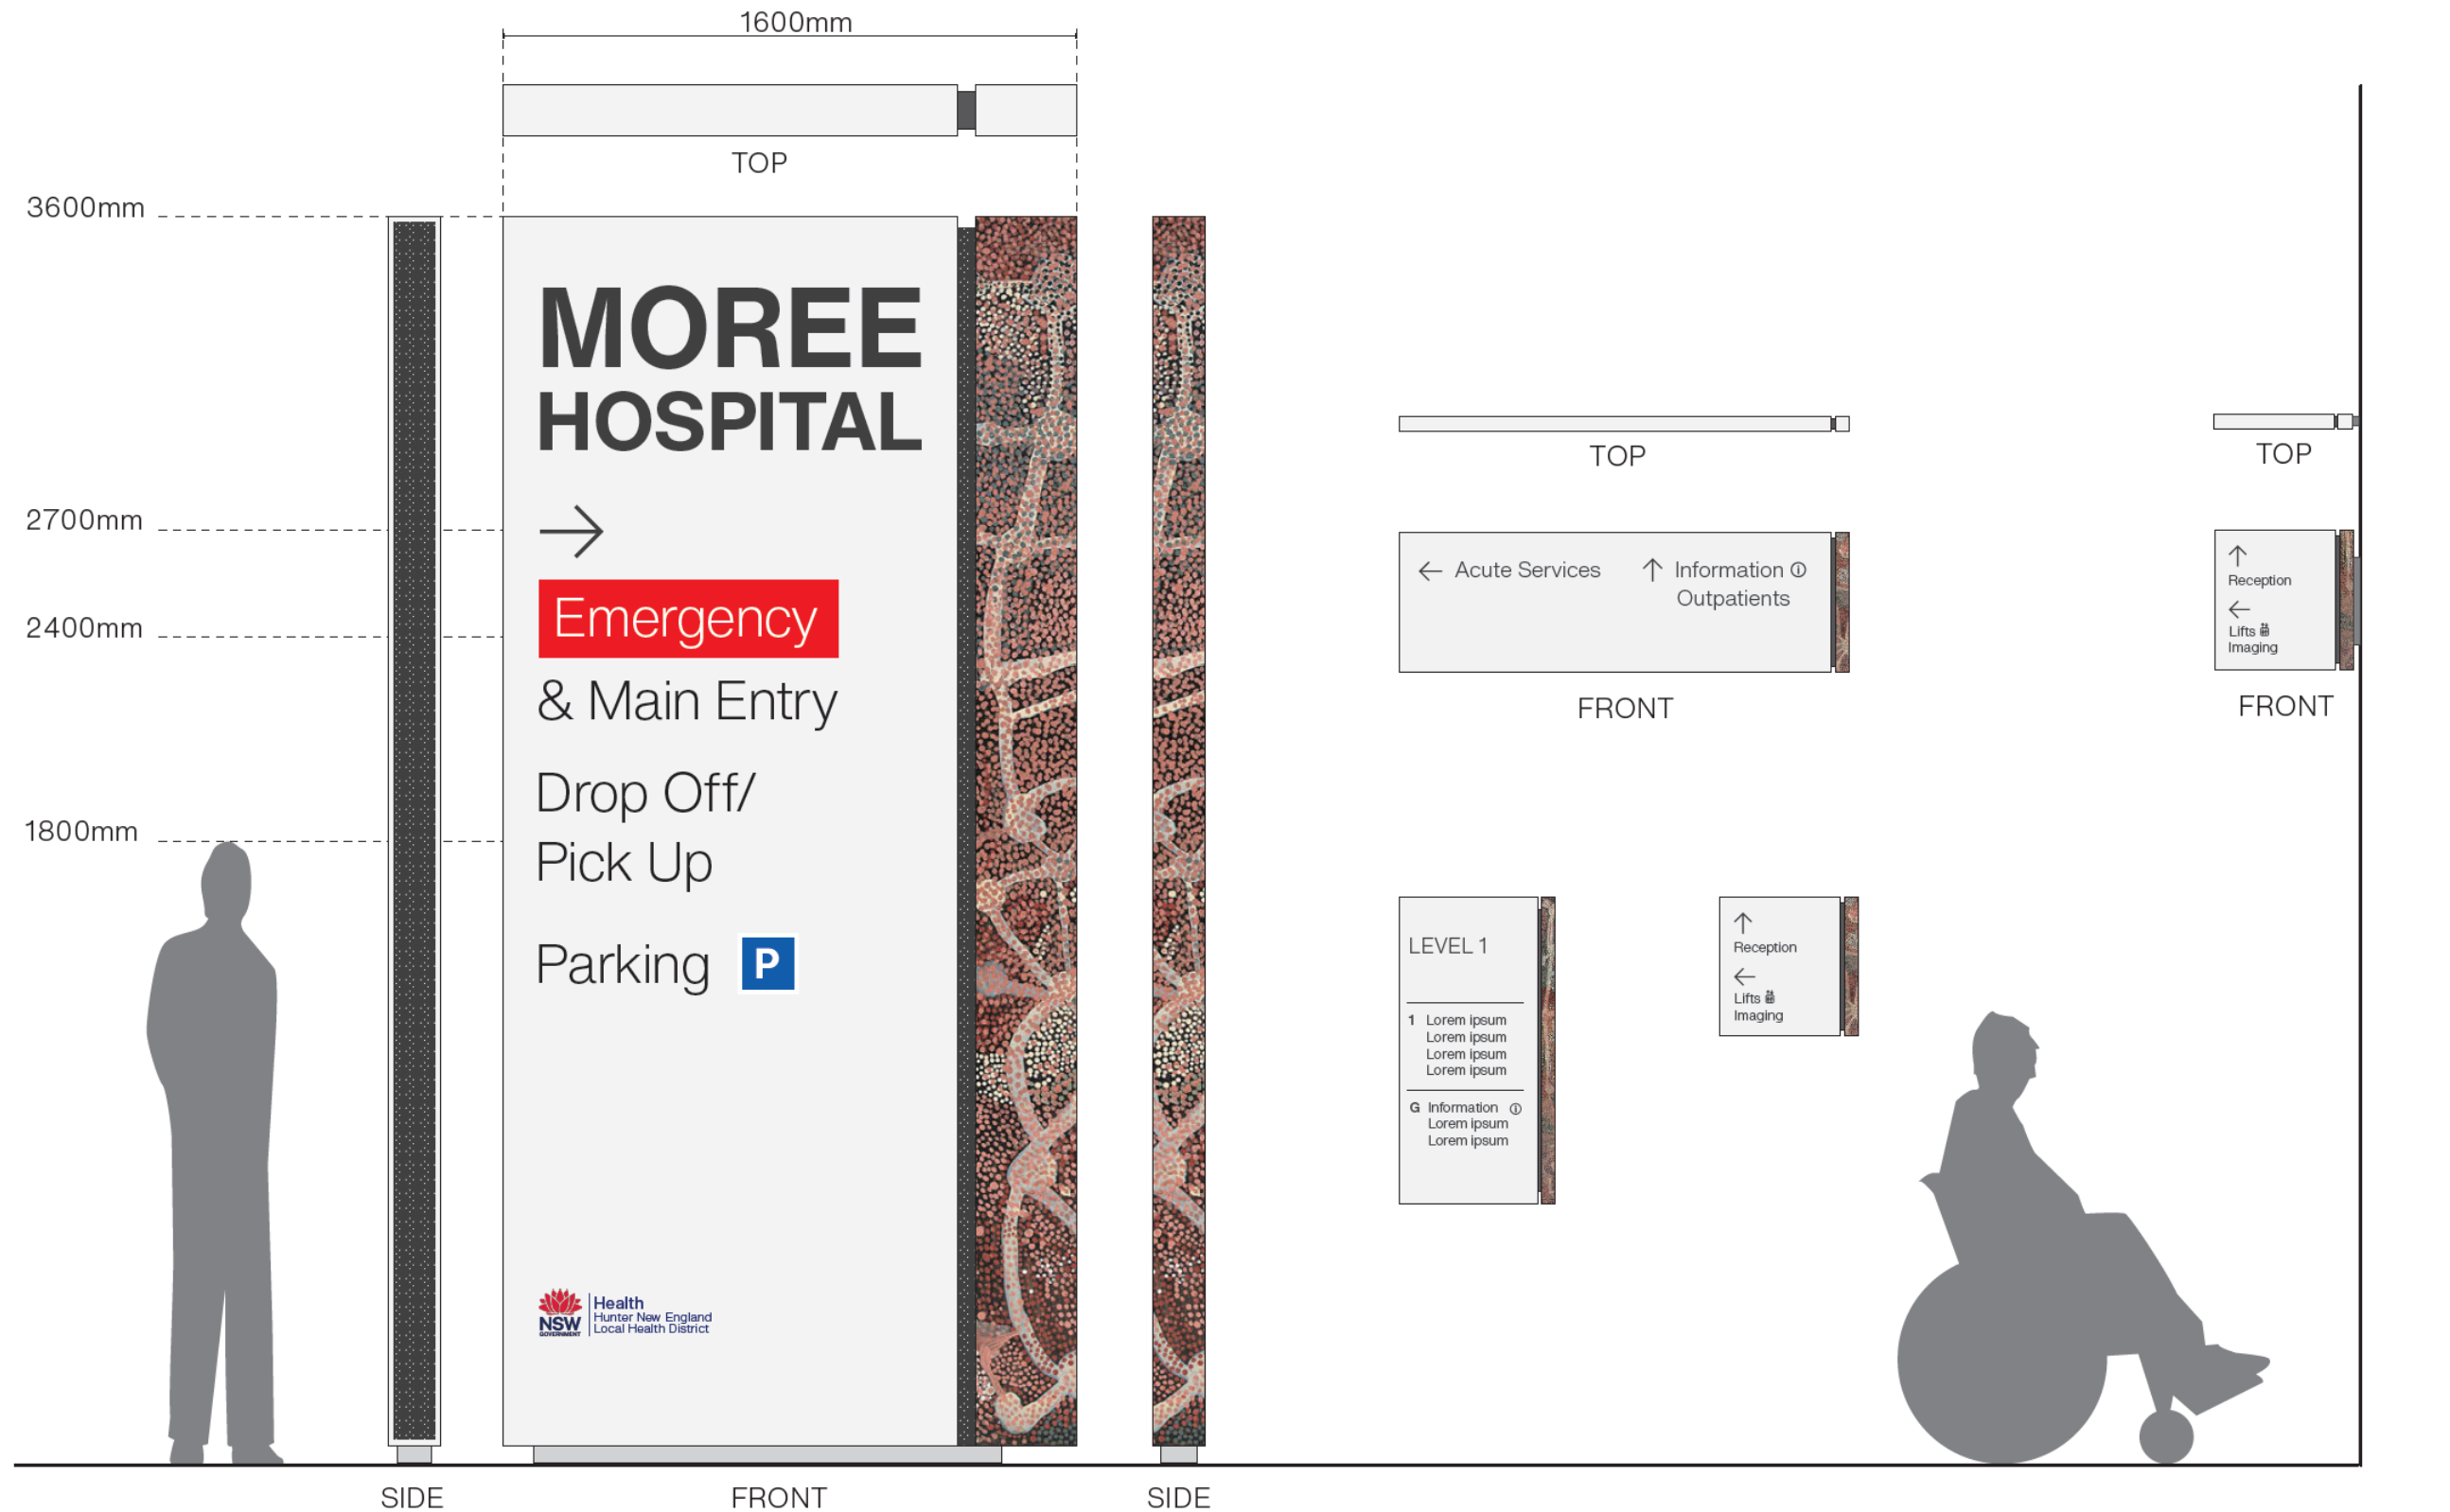 1600mm
TOP
3600mm
2700mm
2400mm
1800mm
MOREE
HOSPITAL
→
Emergency
& Main Entry
Drop Off/
Pick Up
Parking P
NSW
GOVERNMENT
Health
Hunter New England
Local Health District
SIDE
FRONT
SIDE
TOP
← Acute Services
↑ Information ⓘ
Outpatients
FRONT
TOP
↑
Reception
←
Lifts
Imaging
FRONT
LEVEL 1
1 Lorem ipsum
Lorem ipsum
Lorem ipsum
Lorem ipsum
G Information ⓘ
Lorem ipsum
Lorem ipsum
↑
Reception
←
Lifts
Imaging